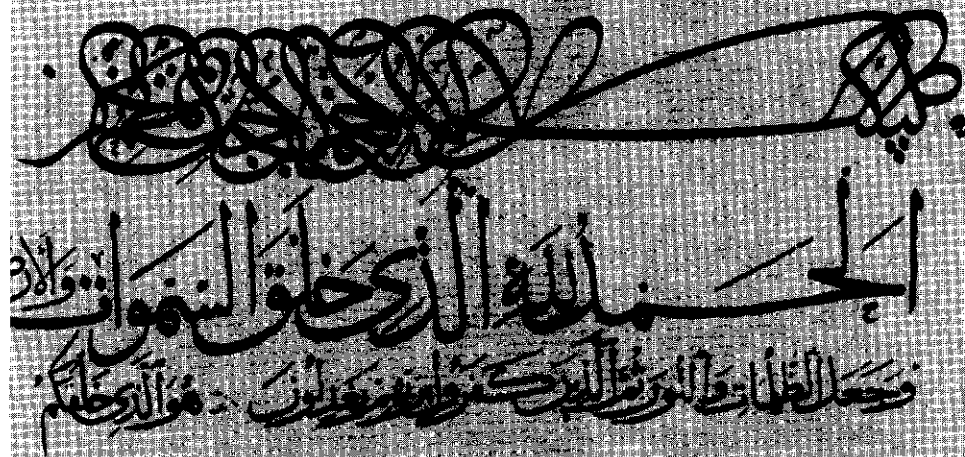 بسم الله الرحمن الرحيم
الحمد لله الذي خلق السموات والار
وجعل الظلمات والنور ثم الذين كفروا بربهم يعدلون هو الذي خلقكم